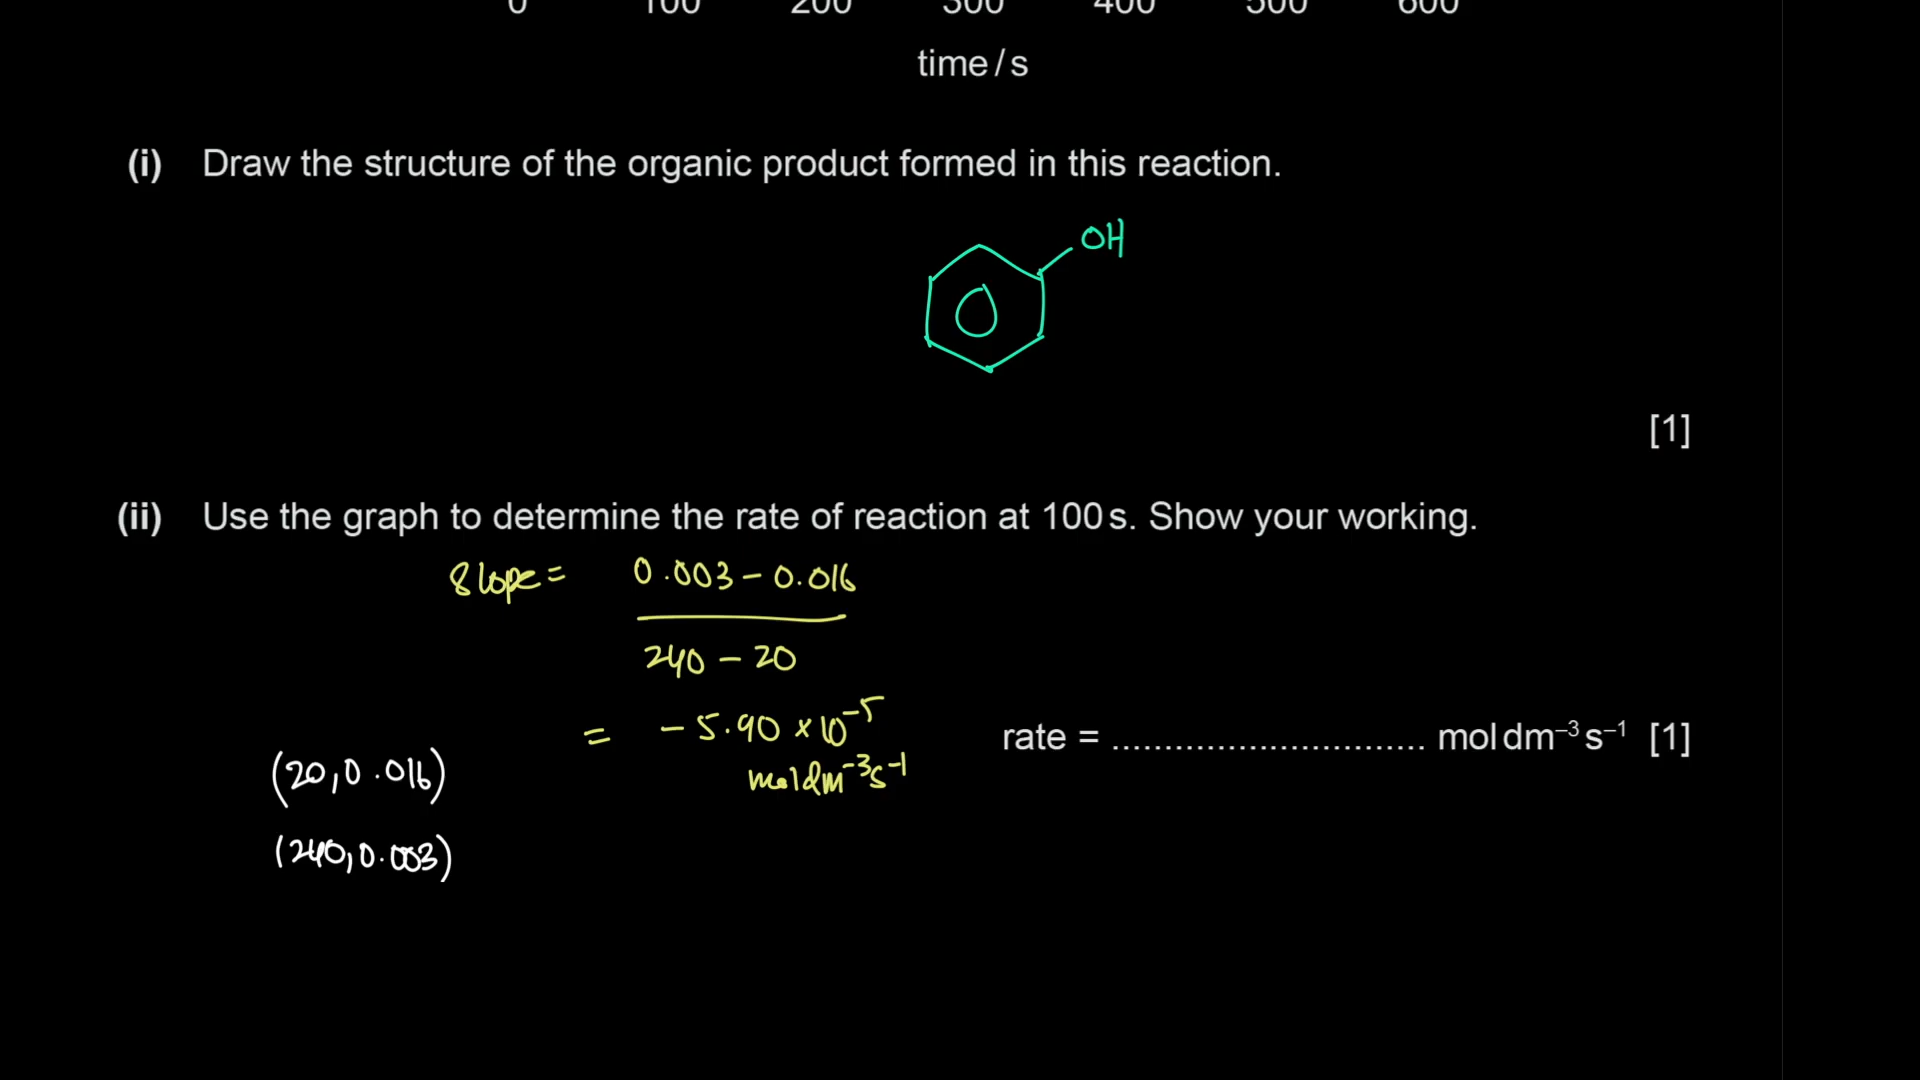 0 100 200 300 400 500 600
time / s
(i) Draw the structure of the organic product formed in this reaction.
OH
[1]
(ii) Use the graph to determine the rate of reaction at 100 s. Show your working.
Slope = 0.003 - 0.016
240 - 20
= - 5.90 × 10⁻⁵
mol dm⁻³ s⁻¹
rate = .............................. mol dm⁻³ s⁻¹ [1]
(20, 0.016)
(240, 0.003)